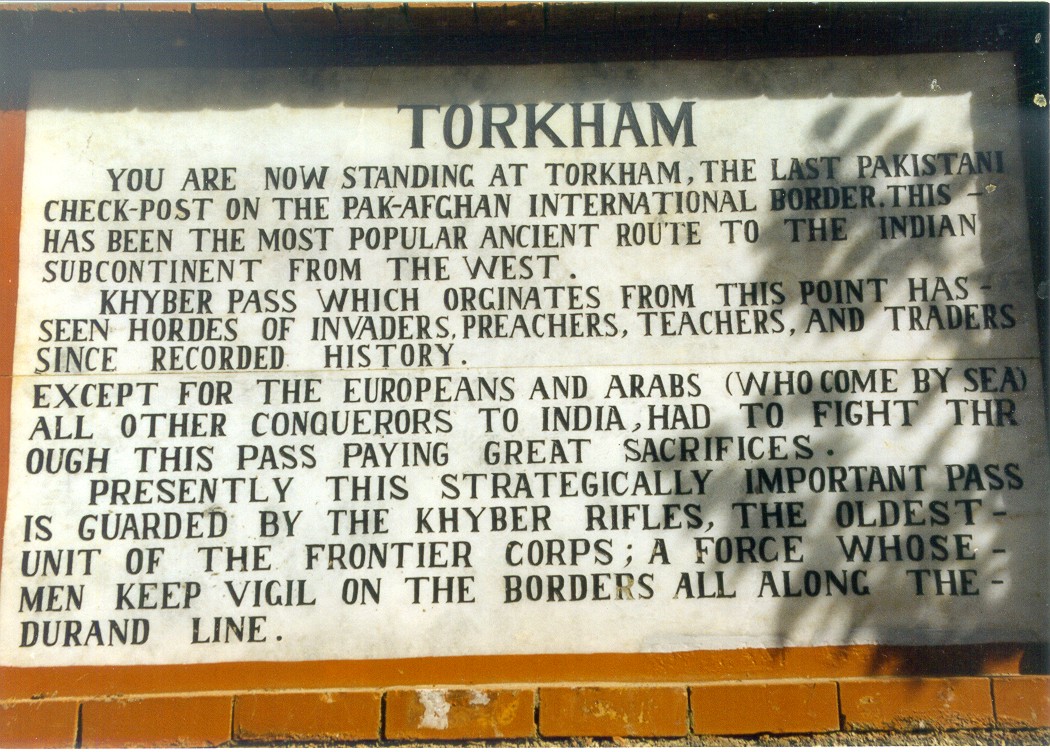 TORKHAM
YOU ARE NOW STANDING AT TORKHAM, THE LAST PAKISTANI
CHECK-POST ON THE PAK-AFGHAN INTERNATIONAL BORDER. THIS -
HAS BEEN THE MOST POPULAR ANCIENT ROUTE TO THE INDIAN
SUBCONTINENT FROM THE WEST.
KHYBER PASS WHICH ORGINATES FROM THIS POINT HAS -
SEEN HORDES OF INVADERS, PREACHERS, TEACHERS, AND TRADERS
SINCE RECORDED HISTORY.
EXCEPT FOR THE EUROPEANS AND ARABS (WHO COME BY SEA)
ALL OTHER CONQUERORS TO INDIA, HAD TO FIGHT THR
OUGH THIS PASS PAYING GREAT SACRIFICES.
PRESENTLY THIS STRATEGICALLY IMPORTANT PASS
IS GUARDED BY THE KHYBER RIFLES, THE OLDEST -
UNIT OF THE FRONTIER CORPS; A FORCE WHOSE -
MEN KEEP VIGIL ON THE BORDERS ALL ALONG THE -
DURAND LINE.